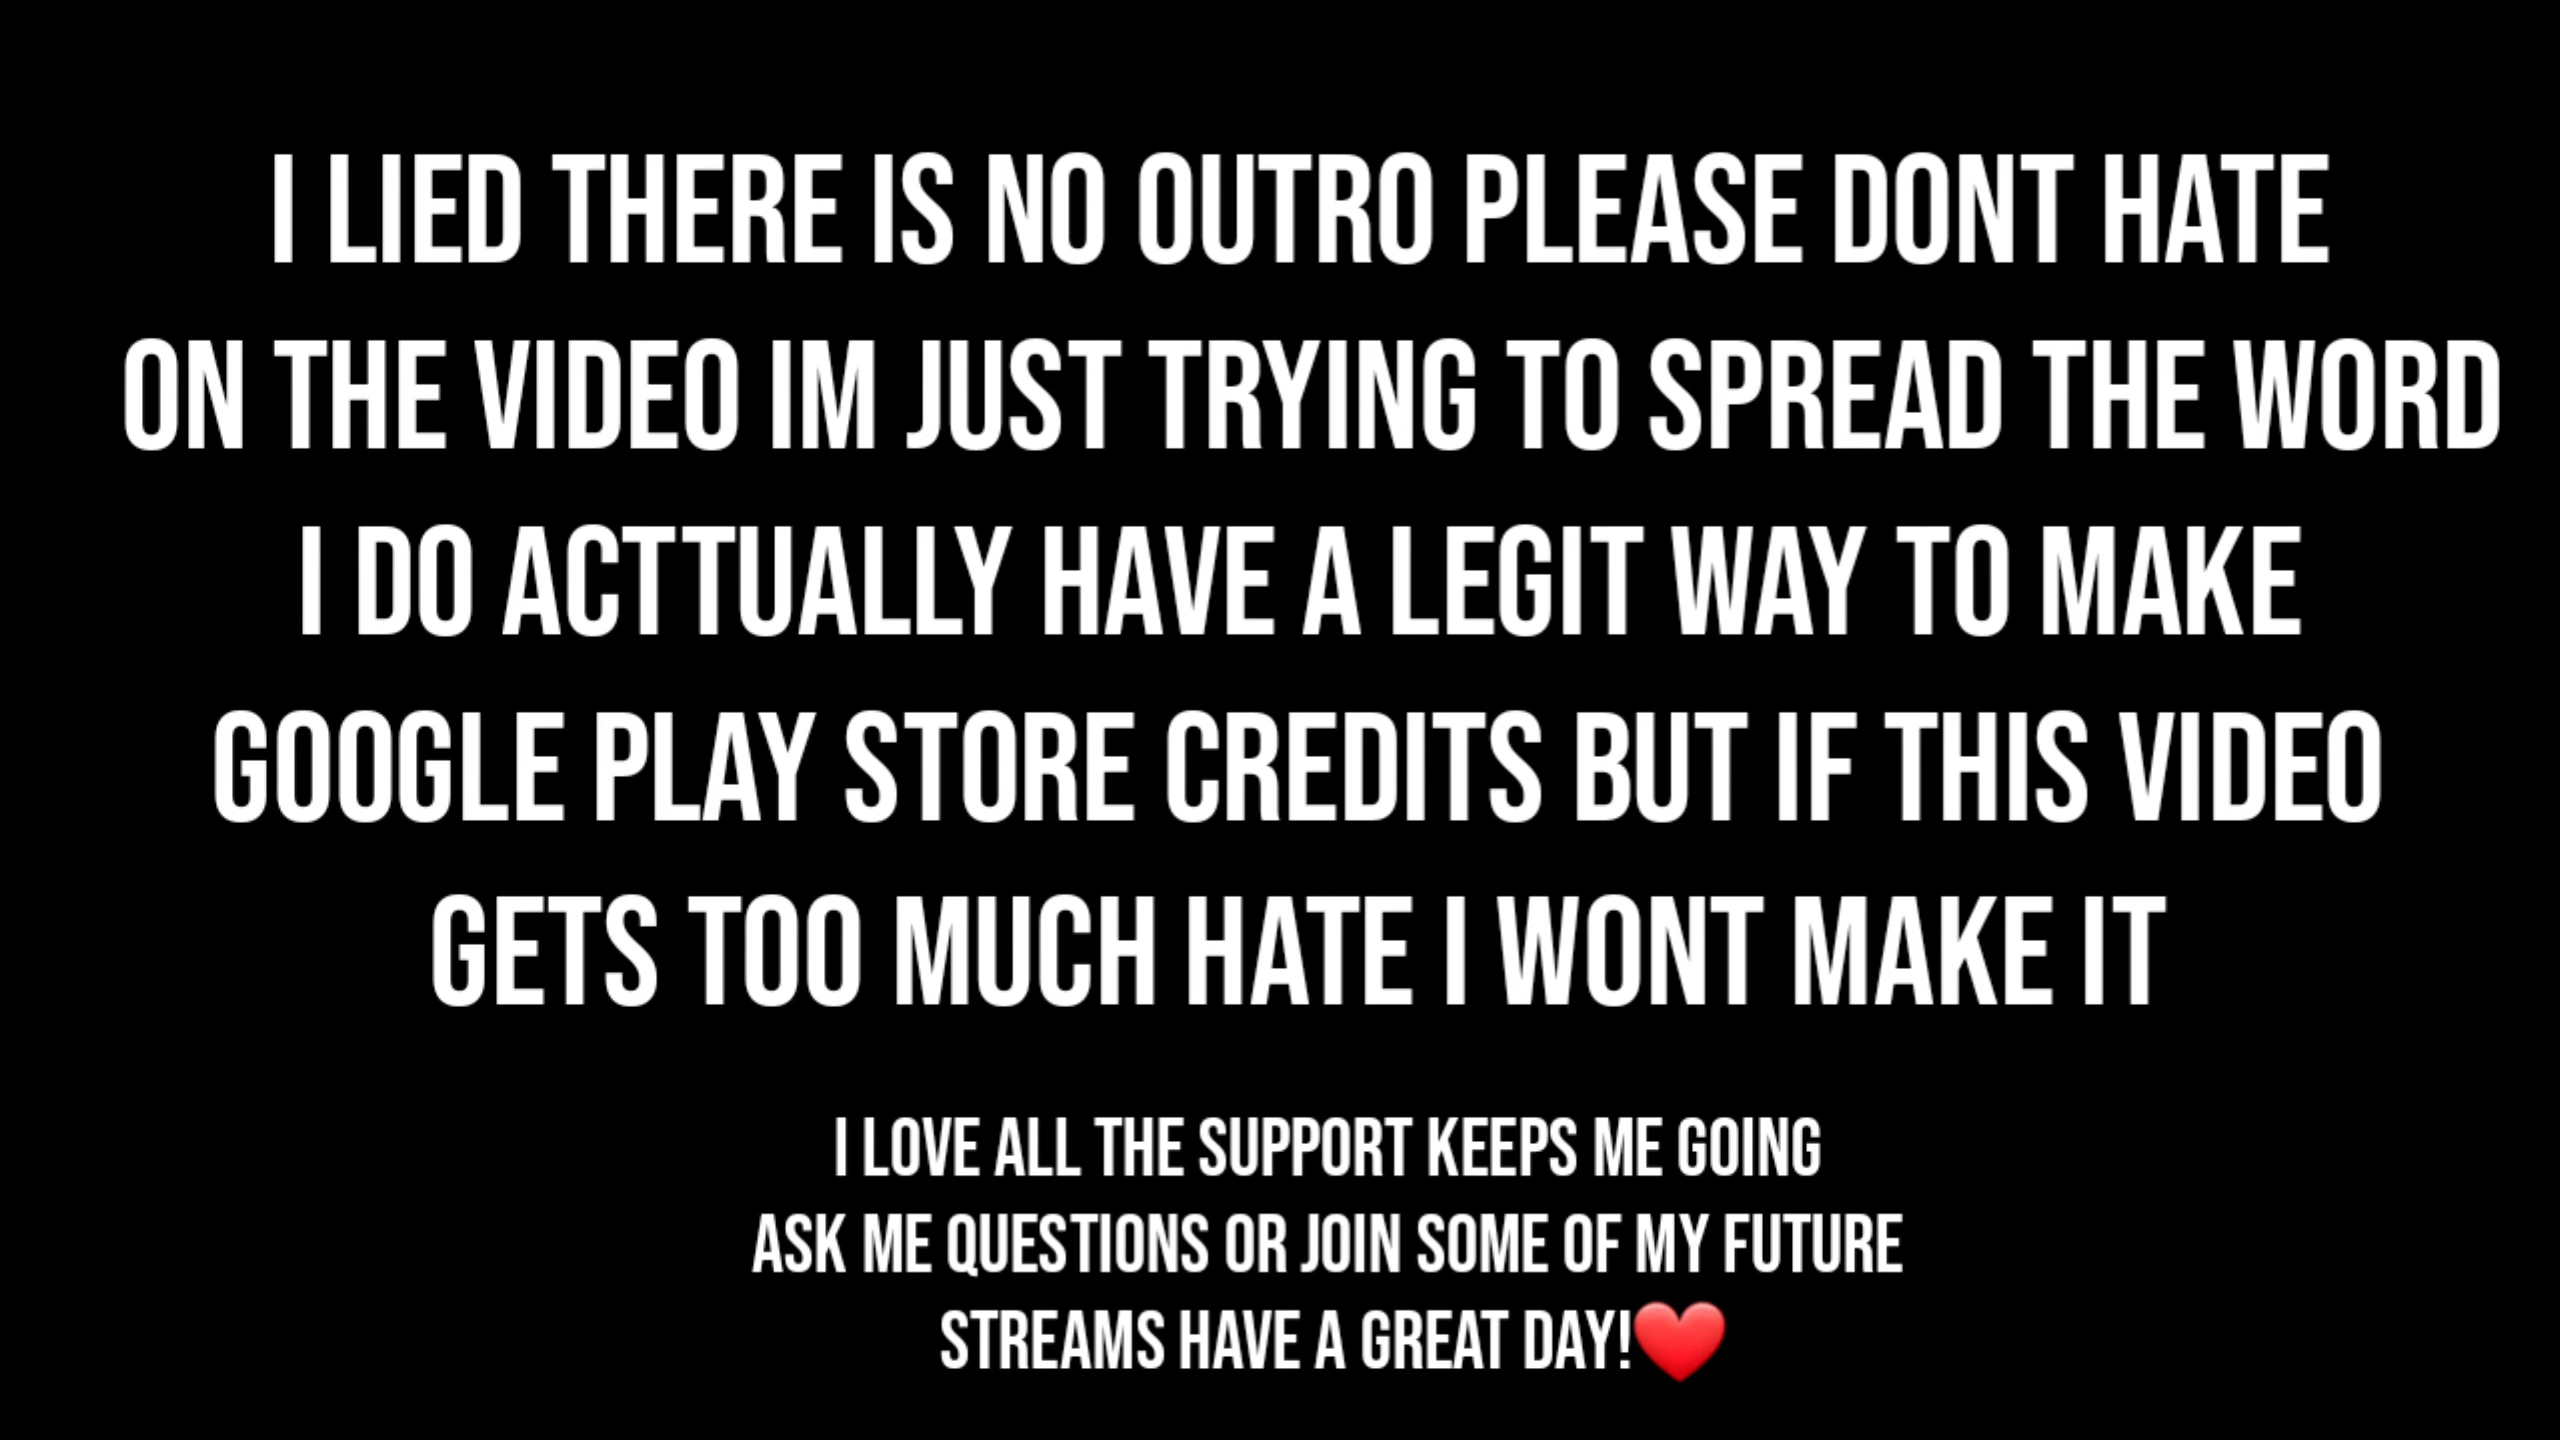 I LIED THERE IS NO OUTRO PLEASE DONT HATE
ON THE VIDEO IM JUST TRYING TO SPREAD THE WORD
I DO ACTTUALLY HAVE A LEGIT WAY TO MAKE
GOOGLE PLAY STORE CREDITS BUT IF THIS VIDEO
GETS TOO MUCH HATE I WONT MAKE IT
I LOVE ALL THE SUPPORT KEEPS ME GOING
ASK ME QUESTIONS OR JOIN SOME OF MY FUTURE
STREAMS HAVE A GREAT DAY!❤️